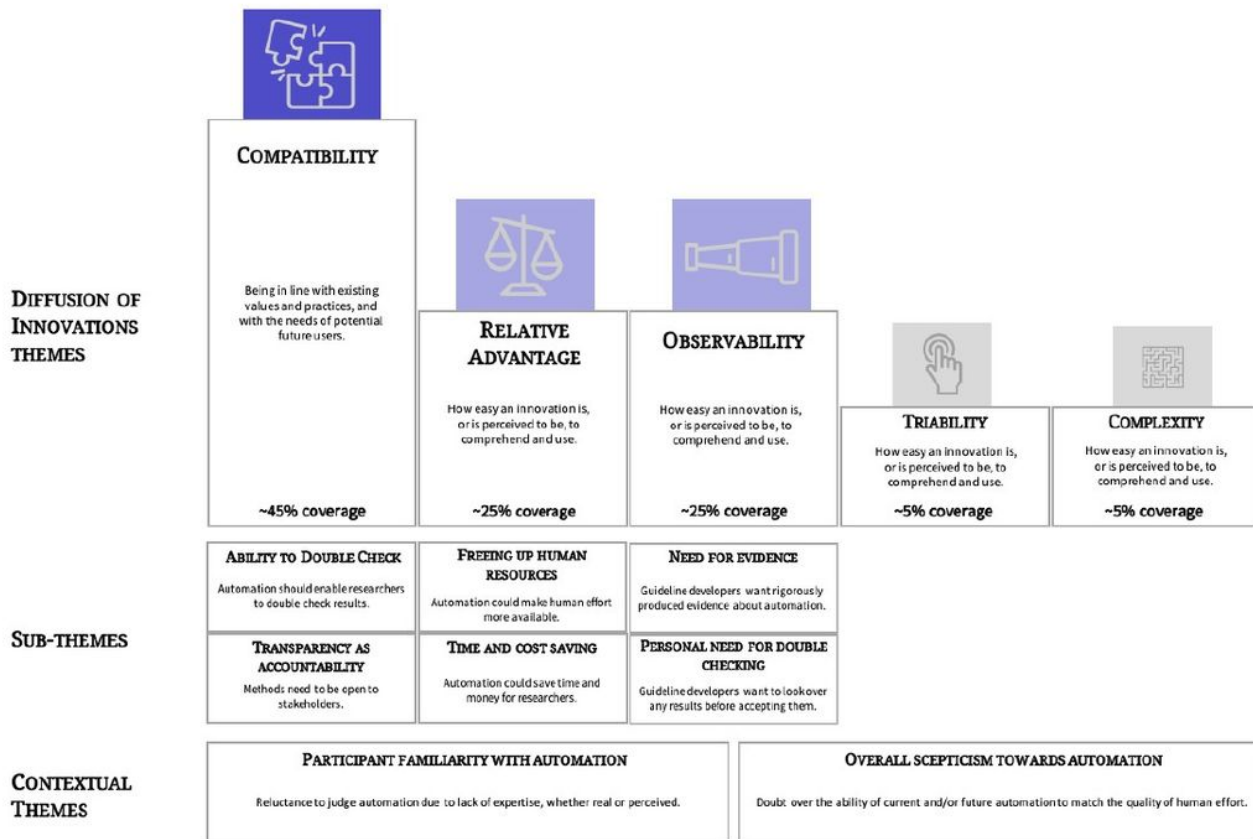 COMPATIBILITY
Being in line with existing
values and practices, and
with the needs of potential
future users.
~45% coverage
DIFFUSION OF
INNOVATIONS
THEMES
RELATIVE
ADVANTAGE
How easy an innovation is,
or is perceived to be, to
comprehend and use.
~25% coverage
OBSERVABILITY
How easy an innovation is,
or is perceived to be, to
comprehend and use.
~25% coverage
TRIABILITY
How easy an innovation is,
or is perceived to be, to
comprehend and use.
~5% coverage
COMPLEXITY
How easy an innovation is,
or is perceived to be, to
comprehend and use.
~5% coverage
SUB-THEMES
ABILITY TO DOUBLE CHECK
Automation should enable researchers
to double check results.
FREEING UP HUMAN
RESOURCES
Automation could make human effort
more available.
NEED FOR EVIDENCE
Guideline developers want rigorously
produced evidence about automation.
TRANSPARENCY AS
ACCOUNTABILITY
Methods need to be open to
stakeholders.
TIME AND COST SAVING
Automation could save time and
money for researchers.
PERSONAL NEED FOR DOUBLE
CHECKING
Guideline developers want to look over
any results before accepting them.
CONTEXTUAL
THEMES
PARTICIPANT FAMILIARITY WITH AUTOMATION
Reluctance to judge automation due to lack of expertise, whether real or perceived.
OVERALL SCEPTICISM TOWARDS AUTOMATION
Doubt over the ability of current and/or future automation to match the quality of human effort.